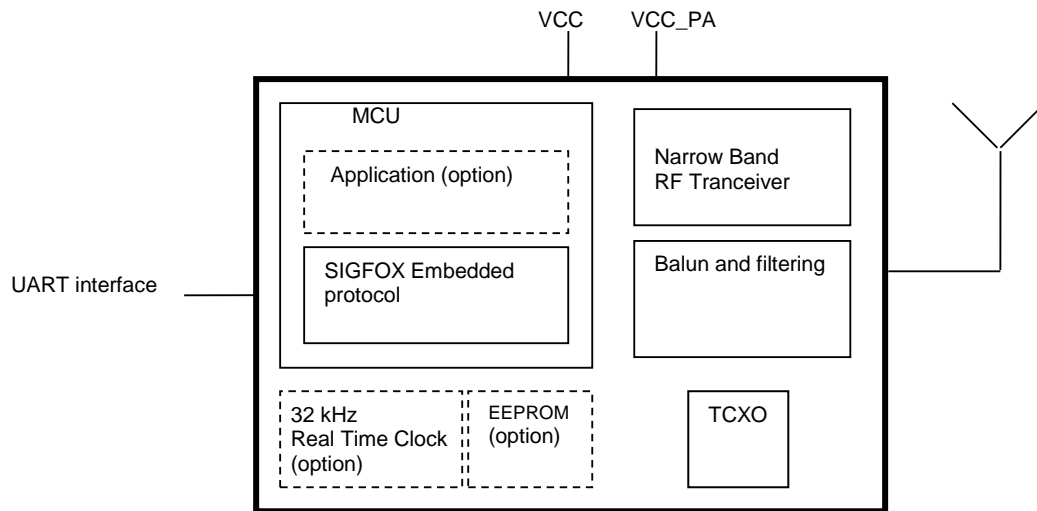 VCC VCC_PA
MCU
Application (option)
SIGFOX Embedded
protocol
Narrow Band
RF Tranceiver
Balun and filtering
UART interface
32 kHz
Real Time Clock
(option)
EEPROM
(option)
TCXO